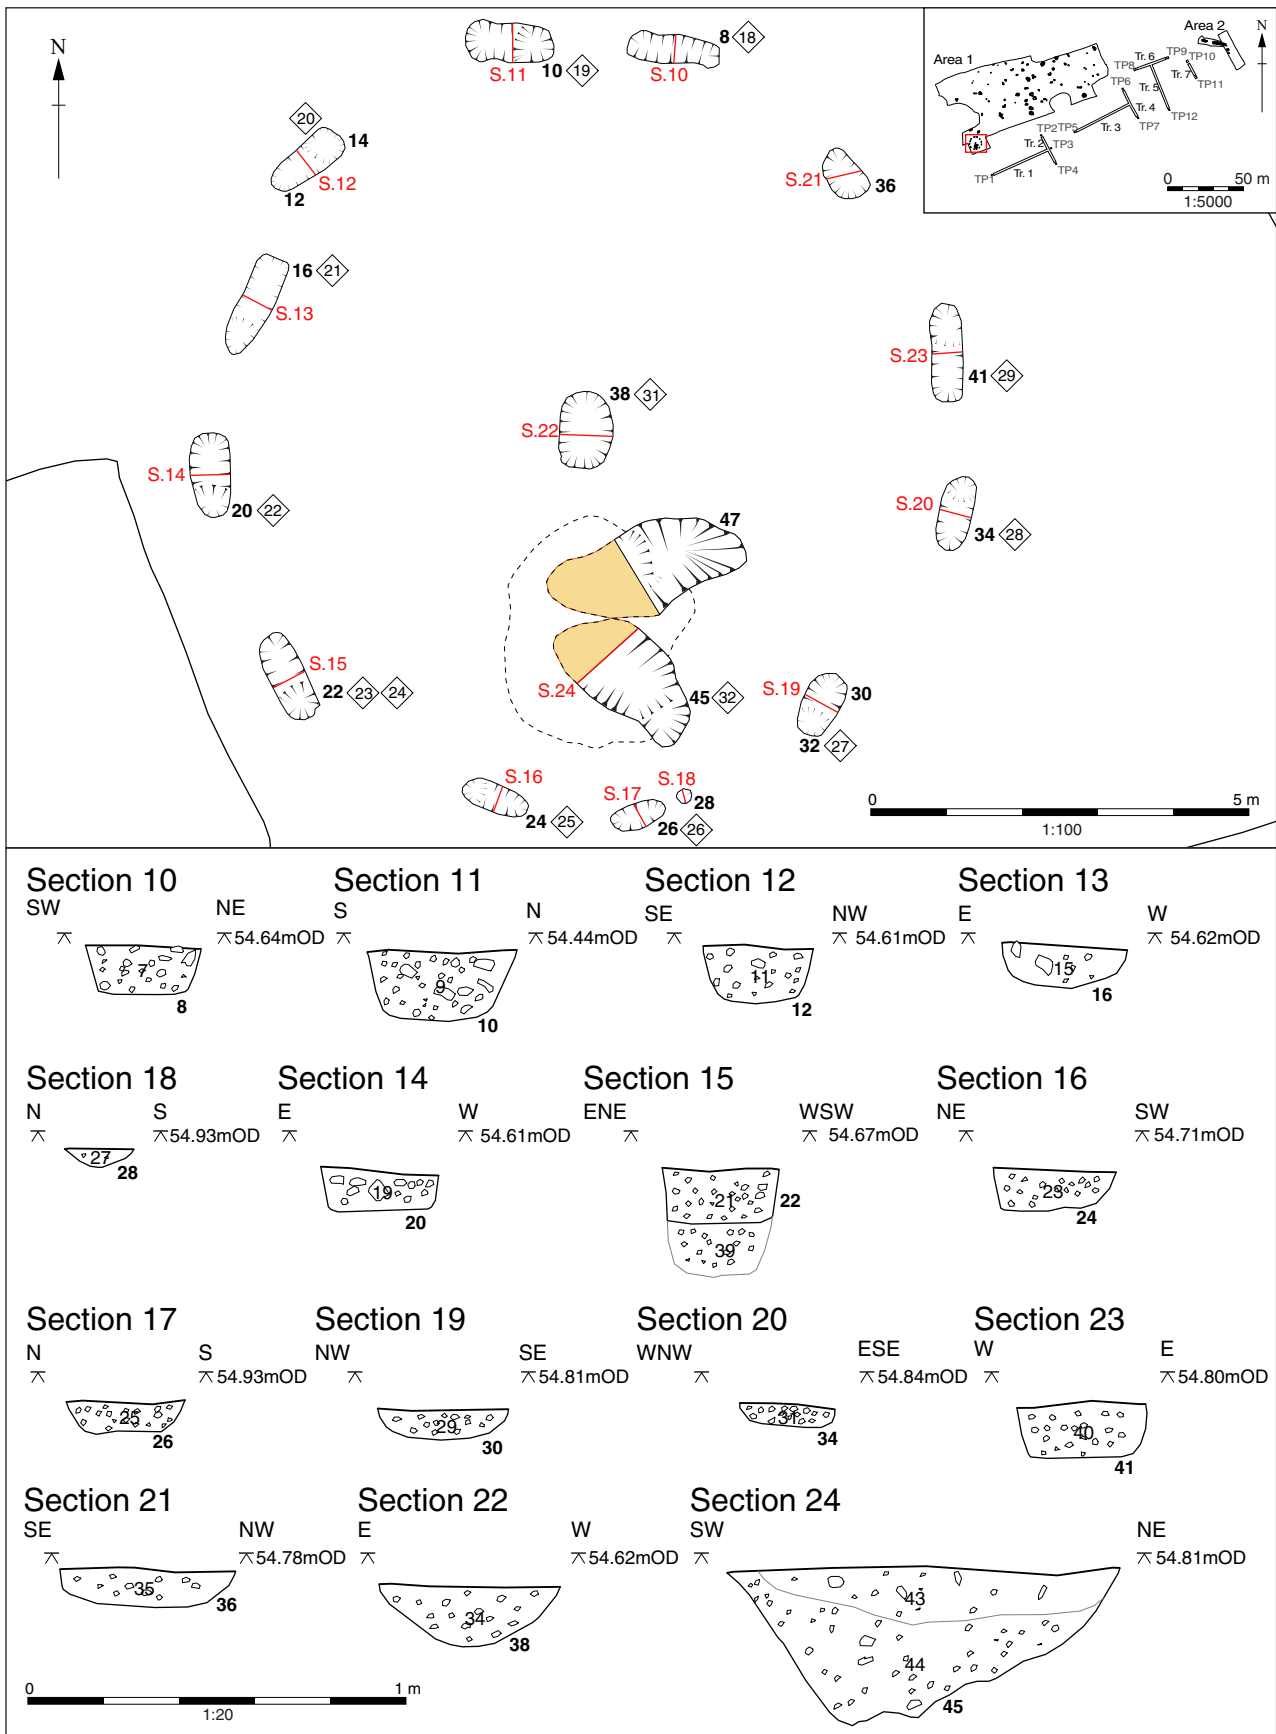 N
S.11
10
19
8
18
S.10
20
14
S.12
12
S.21
36
16
21
S.13
S.23
41
29
38
31
S.22
S.14
20
22
S.20
34
28
47
S.15
22
23
24
S.24
45
32
S.19
30
32
27
S.16
24
25
S.17
26
26
S.18
28
0 5 m
1:100
Area 1
Area 2
TP8
Tr. 6
TP9
TP10
Tr. 7
TP11
TP6
Tr. 5
Tr. 4
TP12
TP7
Tr. 3
TP2
TP5
Tr. 2
TP3
TP4
Tr. 1
TP1
0 50 m
1:5000
Section 10
SW NE
54.64mOD
7
8
Section 11
S N
54.44mOD
9
10
Section 12
SE NW
54.61mOD
11
12
Section 13
E W
54.62mOD
15
16
Section 18
N S
54.93mOD
27
28
Section 14
E W
54.61mOD
19
20
Section 15
ENE WSW
54.67mOD
21
22
39
Section 16
NE SW
54.71mOD
23
24
Section 17
N S
54.93mOD
25
26
Section 19
NW SE
54.81mOD
29
30
Section 20
WNW ESE
54.84mOD
31
34
Section 23
W E
54.80mOD
40
41
Section 21
SE NW
54.78mOD
35
36
Section 22
E W
54.62mOD
34
38
Section 24
SW NE
54.81mOD
43
44
45
0 1 m
1:20